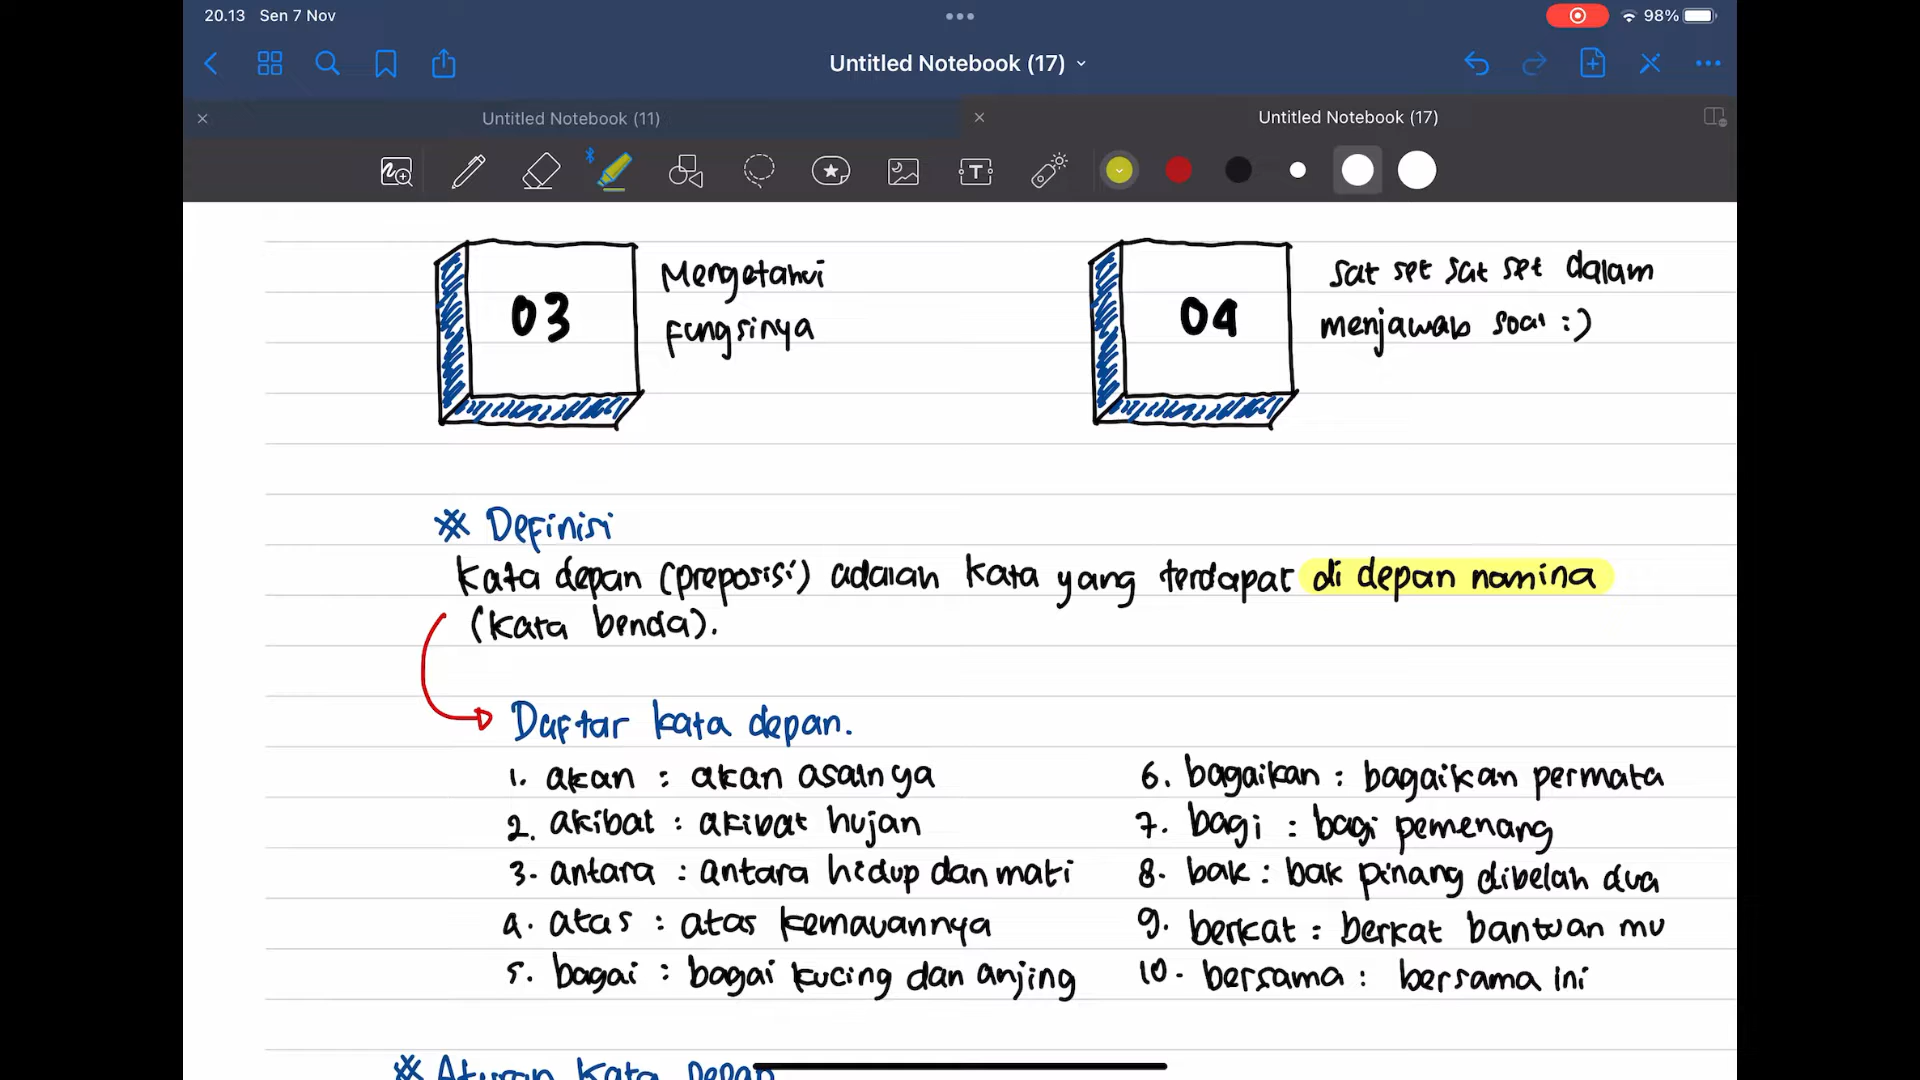 20.13 Sen 7 Nov
98%
Untitled Notebook (17)
Untitled Notebook (11)
Untitled Notebook (17)
03
Mengetahui
fungsinya
04
sat set sat set dalam
menjawab soal :)
Definisi
Kata depan (preposisi) adalah kata yang terdapat di depan nomina
(kata benda).
Daftar kata depan.
1. akan : akan asalnya
2. akibat : akibat hujan
3. antara : antara hidup dan mati
4. atas : atas kemauannya
5. bagai : bagai kucing dan anjing
6. bagaikan : bagaikan permata
7. bagi : bagi pemenang
8. bak : bak pinang dibelah dua
9. berkat : berkat bantuan mu
10. bersama : bersama ini
Aturan Kata Depan